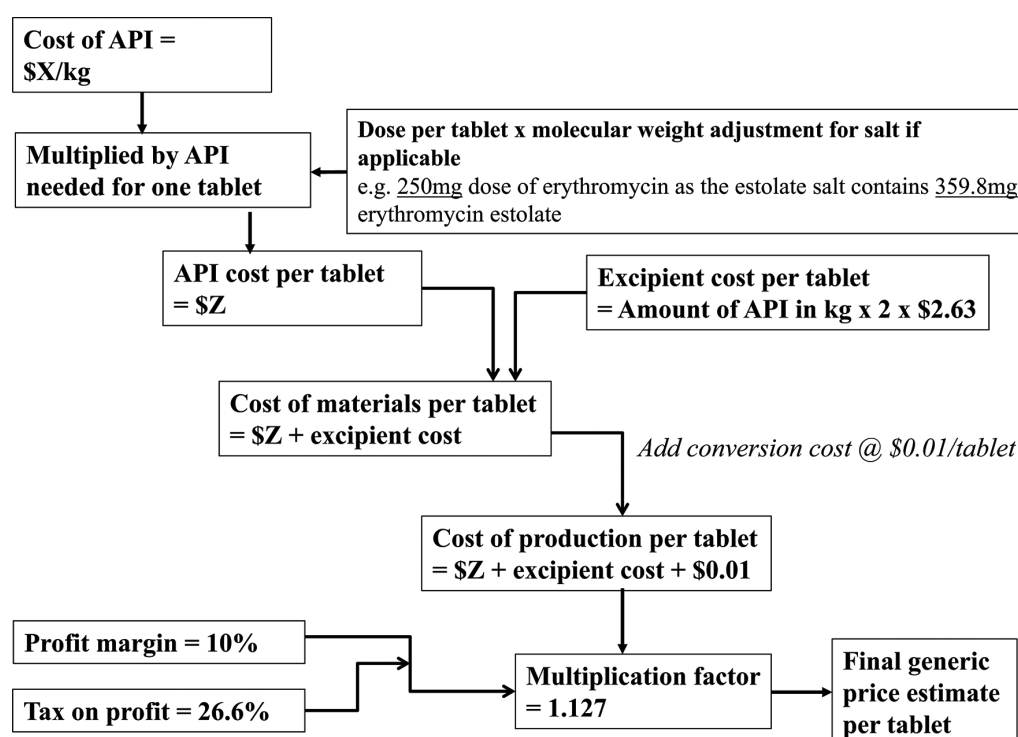 Cost of API =
$X/kg
Multiplied by API
needed for one tablet
Dose per tablet x molecular weight adjustment for salt if
applicable
e.g. 250mg dose of erythromycin as the estolate salt contains 359.8mg
erythromycin estolate
API cost per tablet
= $Z
Excipient cost per tablet
= Amount of API in kg x 2 x $2.63
Cost of materials per tablet
= $Z + excipient cost
Add conversion cost @ $0.01/tablet
Cost of production per tablet
= $Z + excipient cost + $0.01
Profit margin = 10%
Tax on profit = 26.6%
Multiplication factor
= 1.127
Final generic
price estimate
per tablet